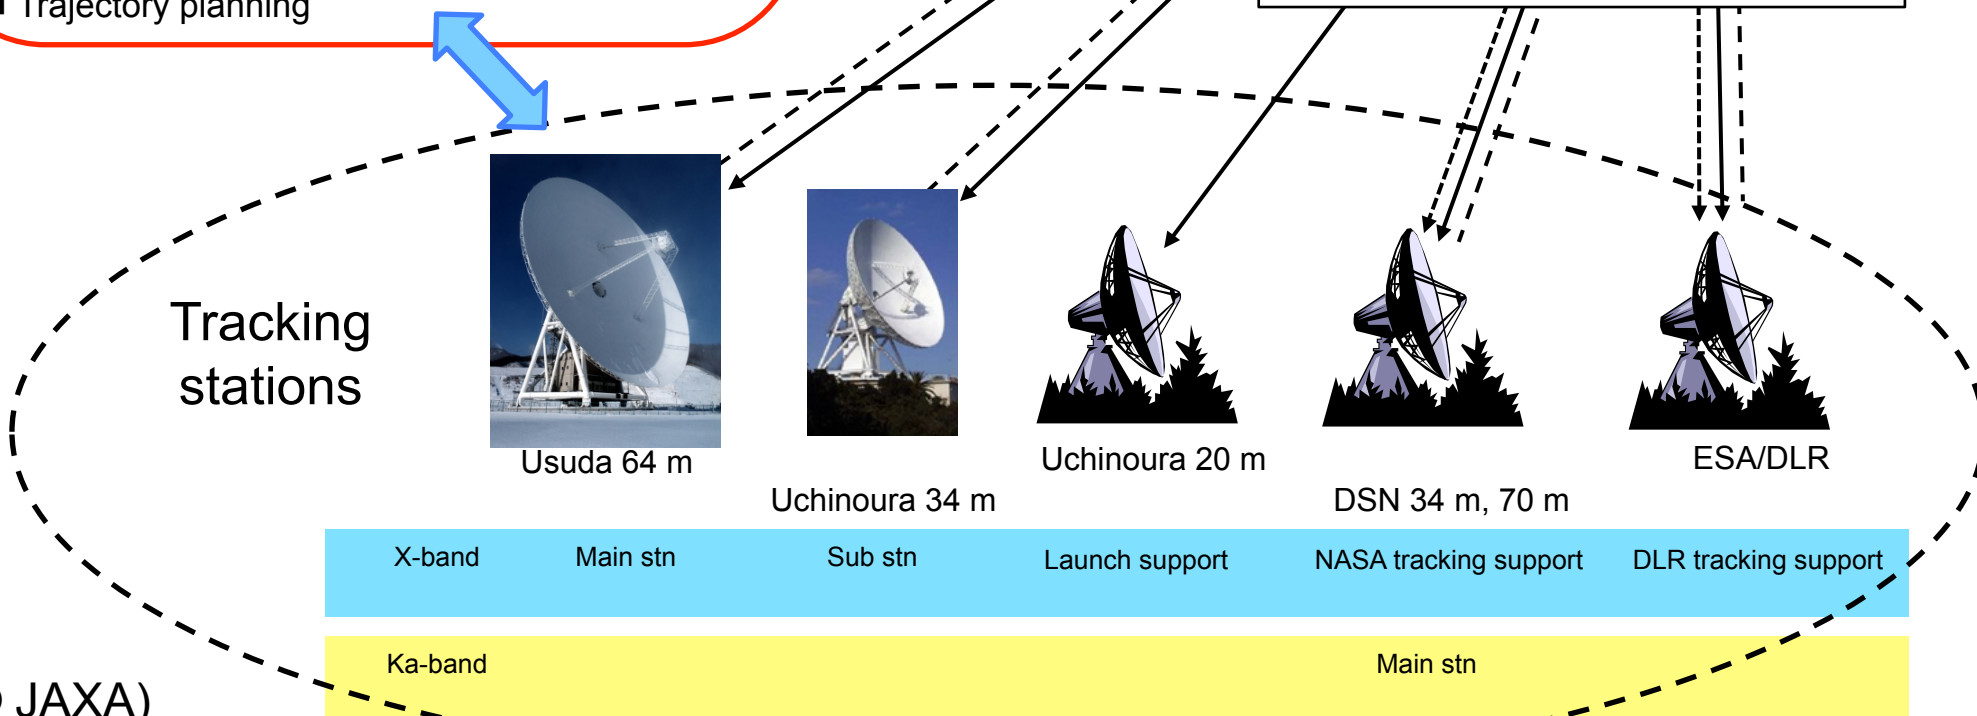 Trajectory planning
Tracking
stations
Usuda 64 m
Uchinoura 34 m
Uchinoura 20 m
DSN 34 m, 70 m
ESA/DLR
X-band Main stn Sub stn Launch support NASA tracking support DLR tracking support
Ka-band Main stn
JAXA)